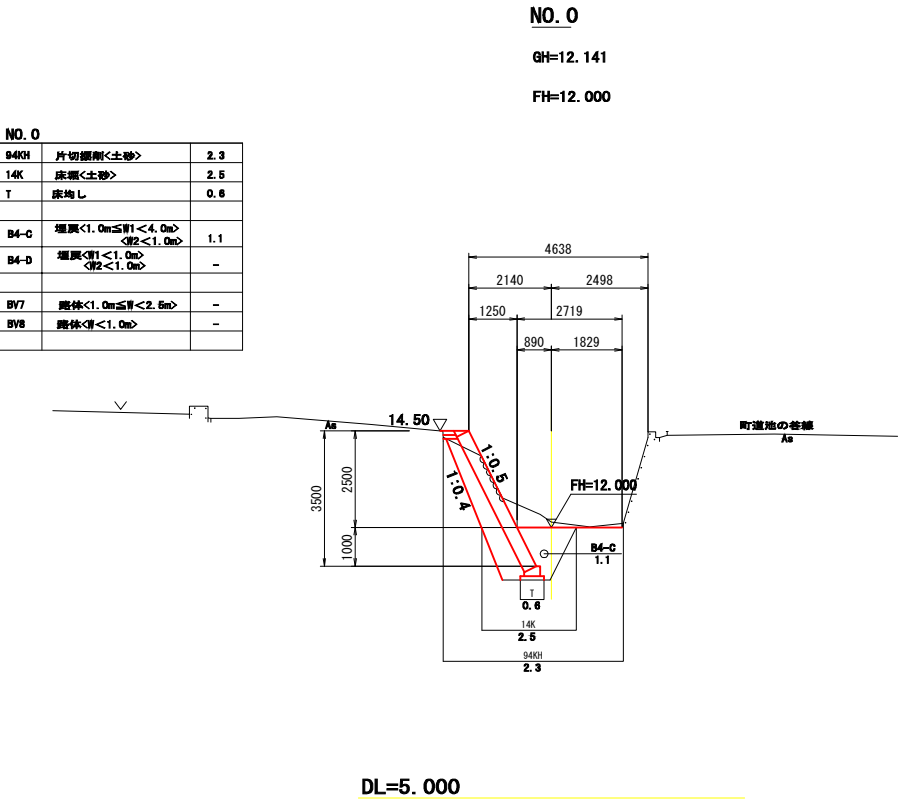 NO. 0
GH=12. 141
FH=12. 000
NO. 0
94KH 片切掘削<土砂> 2. 3
14K 床掘<土砂> 2. 5
T 床均し 0. 6
B4-C 埋戻<1. 0m≦W1<4. 0m>
<W2<1. 0m> 1. 1
B4-D 埋戻<W1<1. 0m>
<W2<1. 0m> -
BV7 路体<1. 0m≦W<2. 5m> -
BV8 路体<W<1. 0m> -
4638
2140 2498
1250 2719
890 1829
As
14. 50
町道池の谷線
As
1:0. 5
1:0. 4
2500
3500
1000
FH=12. 000
B4-C
1. 1
T
0. 6
14K
2. 5
94KH
2. 3
DL=5. 000